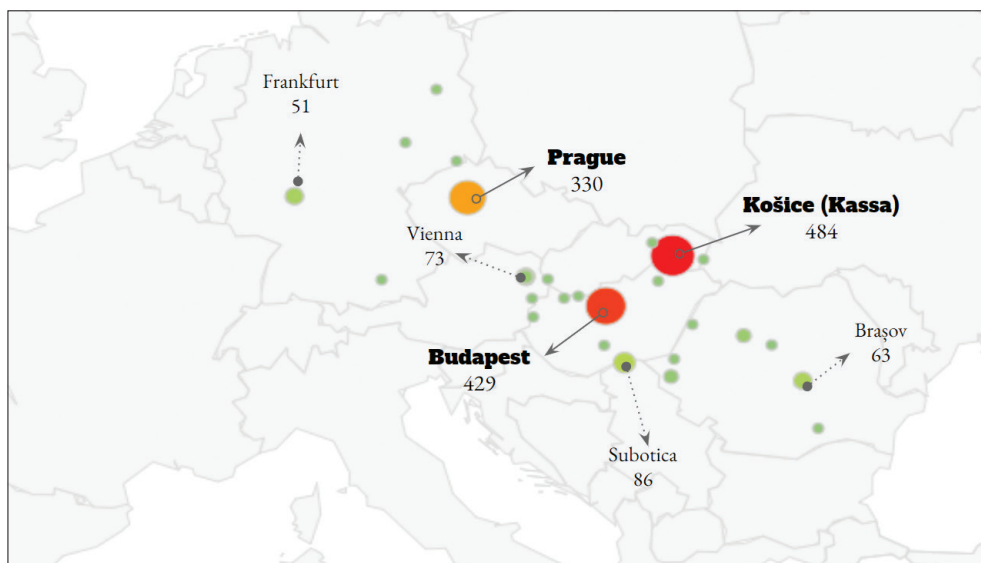 Frankfurt
51
Prague
330
Košice (Kassa)
484
Vienna
73
Budapest
429
Brașov
63
Subotica
86